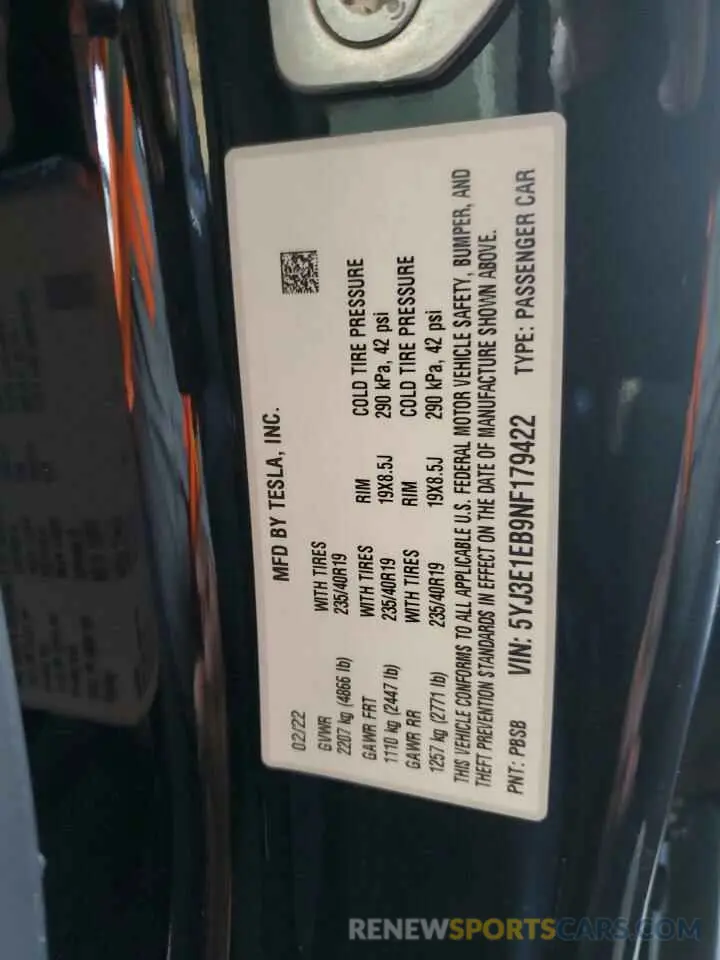 MFD BY TESLA, INC.
02/22
GVWR WITH TIRES
2207 kg (4866 lb) 235/40R19
GAWR FRT WITH TIRES RIM COLD TIRE PRESSURE
1110 kg (2447 lb) 235/40R19 19X8.5J 290 kPa, 42 psi
GAWR RR WITH TIRES RIM COLD TIRE PRESSURE
1257 kg (2771 lb) 235/40R19 19X8.5J 290 kPa, 42 psi
THIS VEHICLE CONFORMS TO ALL APPLICABLE U.S. FEDERAL MOTOR VEHICLE SAFETY, BUMPER, AND
THEFT PREVENTION STANDARDS IN EFFECT ON THE DATE OF MANUFACTURE SHOWN ABOVE.
PNT: PBSB VIN: 5YJ3E1EB9NF179422 TYPE: PASSENGER CAR
RENEWSPORTSCARS.COM